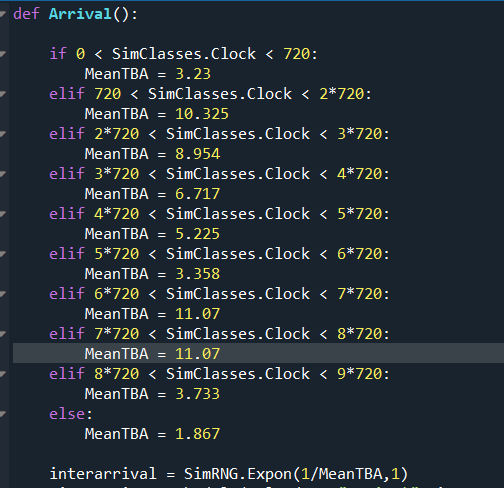 def Arrival():
if 0 < SimClasses.Clock < 720:
MeanTBA = 3.23
elif 720 < SimClasses.Clock < 2*720:
MeanTBA = 10.325
elif 2*720 < SimClasses.Clock < 3*720:
MeanTBA = 8.954
elif 3*720 < SimClasses.Clock < 4*720:
MeanTBA = 6.717
elif 4*720 < SimClasses.Clock < 5*720:
MeanTBA = 5.225
elif 5*720 < SimClasses.Clock < 6*720:
MeanTBA = 3.358
elif 6*720 < SimClasses.Clock < 7*720:
MeanTBA = 11.07
elif 7*720 < SimClasses.Clock < 8*720:
MeanTBA = 11.07
elif 8*720 < SimClasses.Clock < 9*720:
MeanTBA = 3.733
else:
MeanTBA = 1.867
interarrival = SimRNG.Expon(1/MeanTBA,1)